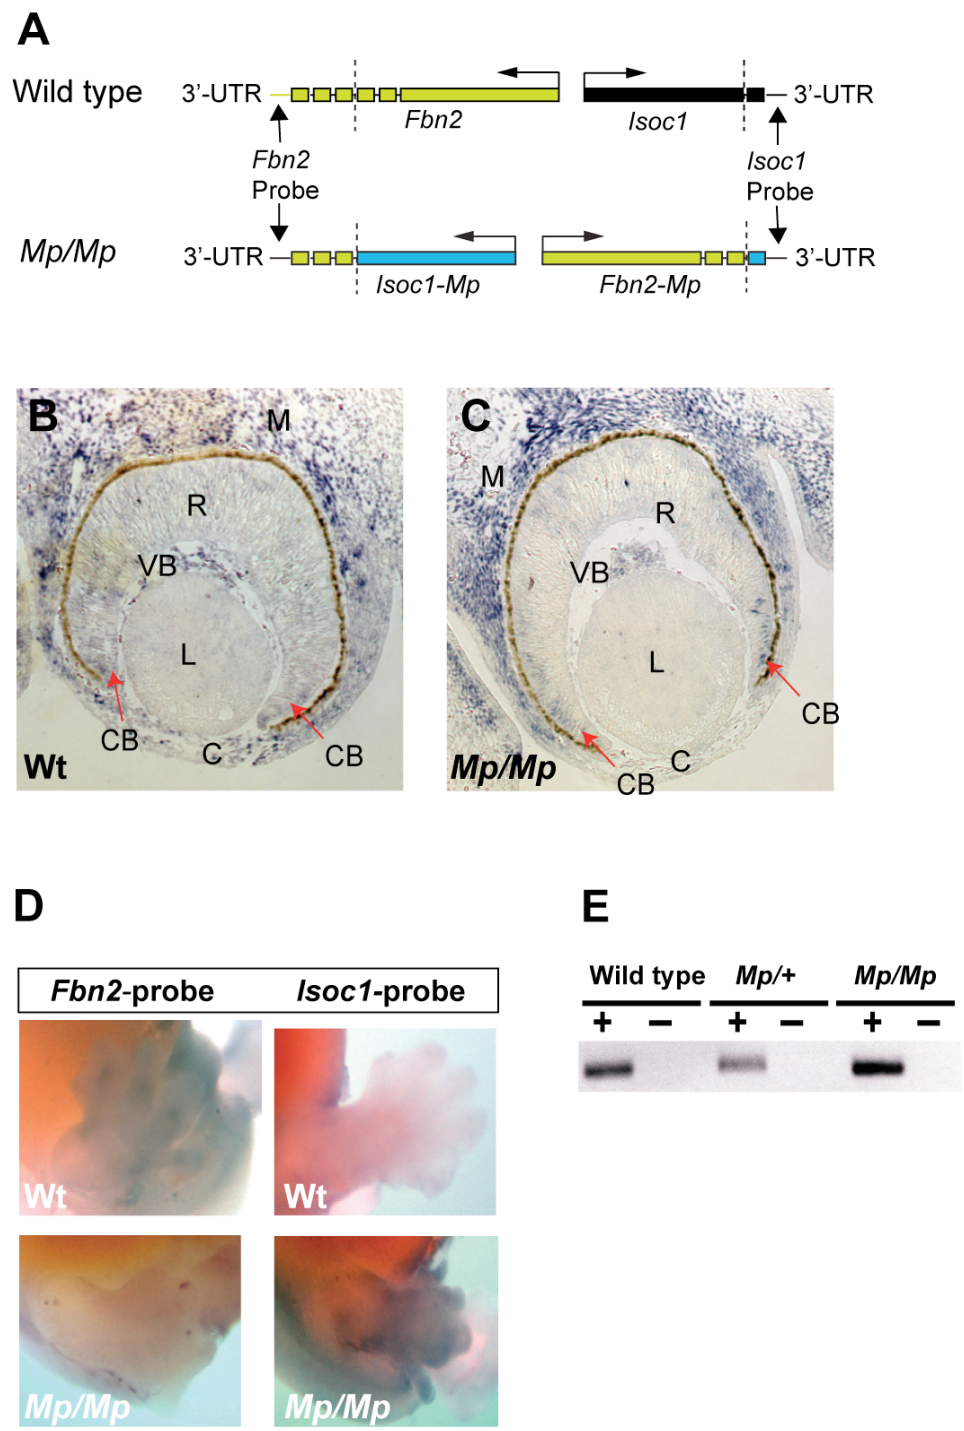 A
Wild type
3'-UTR
3'-UTR
Fbn2
Isoc1
Fbn2
Probe
Isoc1
Probe
Mp/Mp
3'-UTR
3'-UTR
Isoc1-Mp
Fbn2-Mp
B
M
R
VB
L
CB
C
CB
Wt
C
M
R
VB
L
CB
C
CB
Mp/Mp
D
Fbn2-probe
Isoc1-probe
Wt
Wt
Mp/Mp
Mp/Mp
E
Wild type
Mp/+
Mp/Mp
+ − + − + −